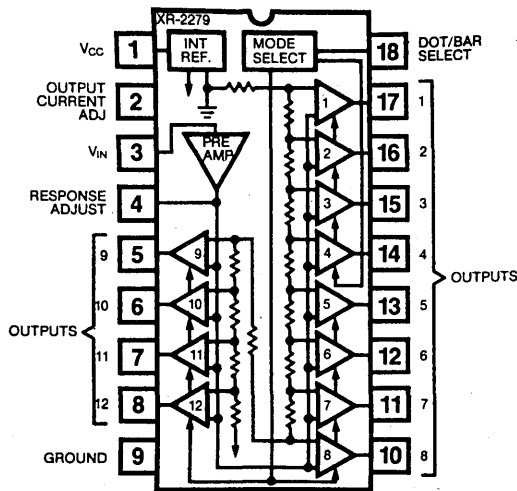 XR-2279
VCC 1
INT REF.
MODE SELECT
18 DOT/BAR SELECT
OUTPUT CURRENT ADJ 2
1
17 1
VIN 3
PRE AMP
2
16 2
RESPONSE ADJUST 4
3
15 3
9 5
9
4
14 4
10 6
10
5
13 5
OUTPUTS
OUTPUTS
11 7
11
6
12 6
12 8
12
7
11 7
GROUND 9
8
10 8